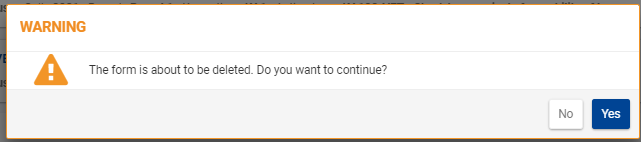 WARNING
The form is about to be deleted. Do you want to continue?
No
Yes